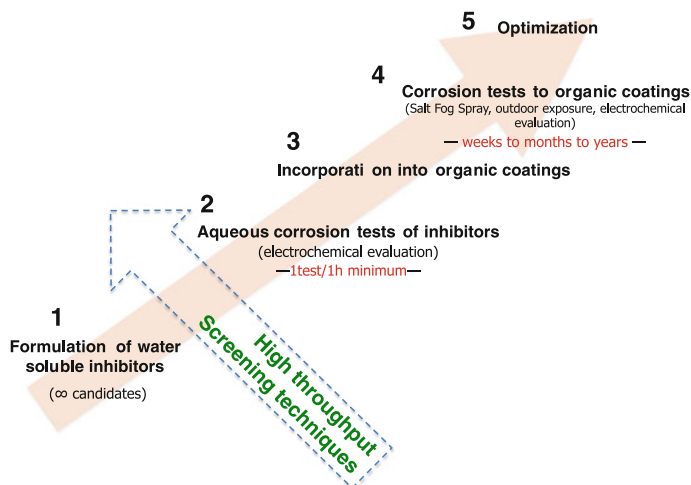 5
Optimization
4
Corrosion tests to organic coatings
(Salt Fog Spray, outdoor exposure, electrochemical
evaluation)
— weeks to months to years —
3
Incorporati on into organic coatings
2
Aqueous corrosion tests of inhibitors
(electrochemical evaluation)
—1test/1h minimum—
1
Formulation of water
soluble inhibitors
(∞ candidates)
High throughput
Screening techniques